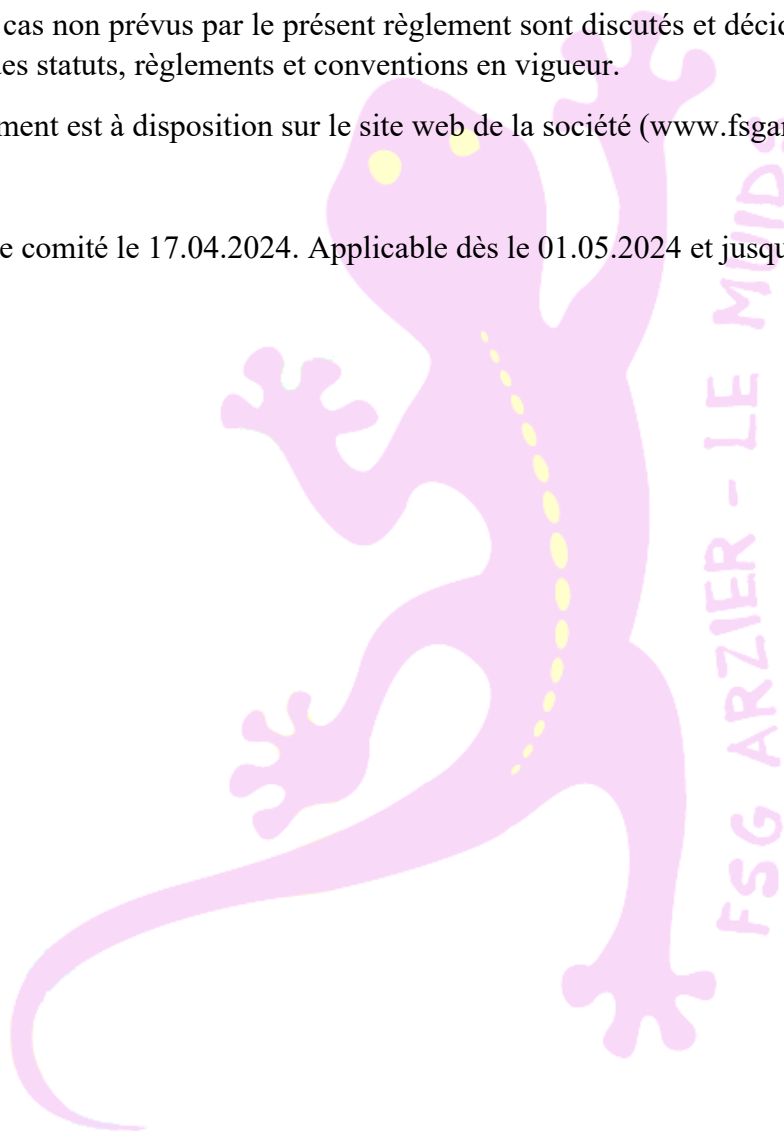 cas non prévus par le présent règlement sont discutés et décid
es statuts, règlements et conventions en vigueur.
ment est à disposition sur le site web de la société (www.fsgar
e comité le 17.04.2024. Applicable dès le 01.05.2024 et jusqu
FSG ARZIER - LE MUIDS